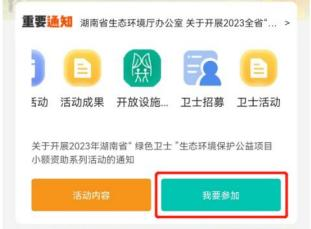 重要通知 湖南省生态环境厅办公室 关于开展2023全省“... >
活动 活动成果 开放设施... 卫士招募 卫士活动
关于开展2023年湖南省“绿色卫士”生态环境保护公益项目
小额资助系列活动的通知
活动内容 我要参加